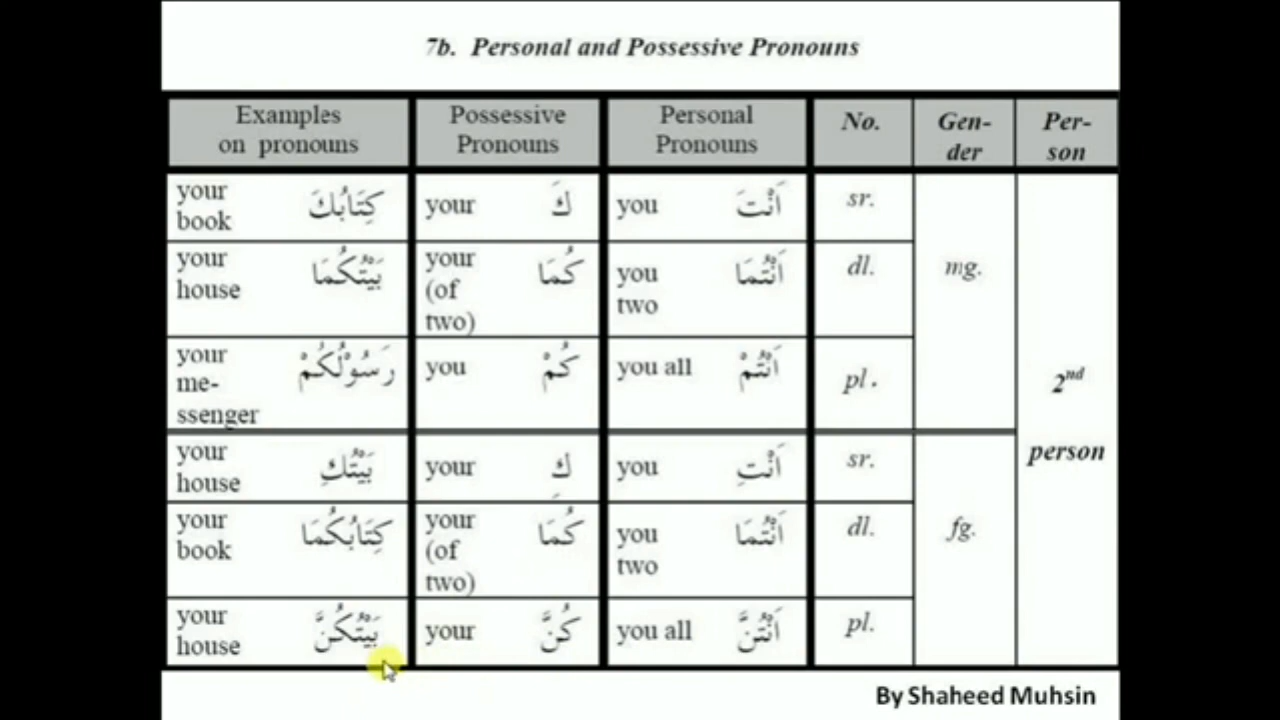 7b. Personal and Possessive Pronouns
Examples on pronouns
Possessive Pronouns
Personal Pronouns
No.
Gen-
der
Per-
son
your book كِتَابُكَ
your كَ
you اَنْتَ
sr.
mg.
2nd person
your house بَيْتُكُمَا
your (of two) كُمَا
you two اَنْتُمَا
dl.
your me-
ssenger رَسُوْلُكُمْ
you كُمْ
you all اَنْتُمْ
pl.
your house بَيْتُكِ
your كِ
you اَنْتِ
sr.
fg.
your book كِتَابُكُمَا
your (of two) كُمَا
you two اَنْتُمَا
dl.
your house بَيْتُكُنَّ
your كُنَّ
you all اَنْتُنَّ
pl.
By Shaheed Muhsin